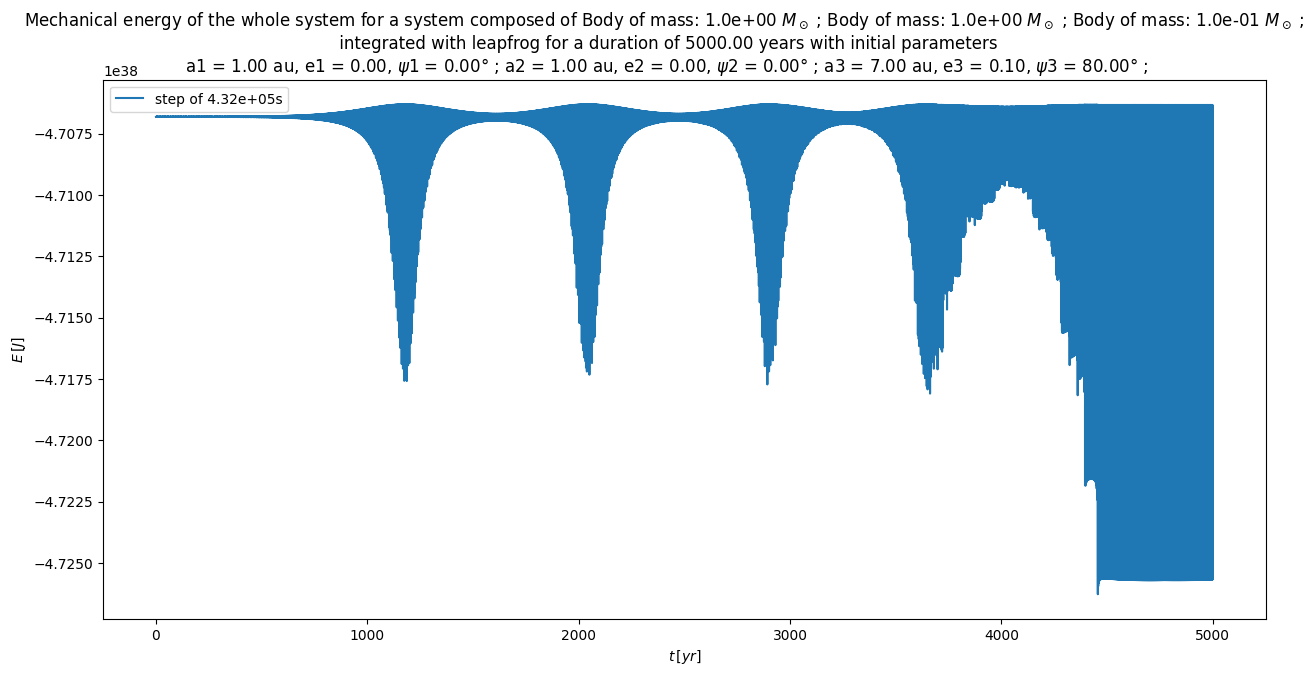 Mechanical energy of the whole system for a system composed of Body of mass: 1.0e+00 $M_\odot$ ; Body of mass: 1.0e+00 $M_\odot$ ; Body of mass: 1.0e-01 $M_\odot$ ;
integrated with leapfrog for a duration of 5000.00 years with initial parameters
a1 = 1.00 au, e1 = 0.00, ψ1 = 0.00° ; a2 = 1.00 au, e2 = 0.00, ψ2 = 0.00° ; a3 = 7.00 au, e3 = 0.10, ψ3 = 80.00° ;
1e38
step of 4.32e+05s
−4.7075
−4.7100
−4.7125
−4.7150
−4.7175
−4.7200
−4.7225
−4.7250
E [J]
0 1000 2000 3000 4000 5000
t [yr]